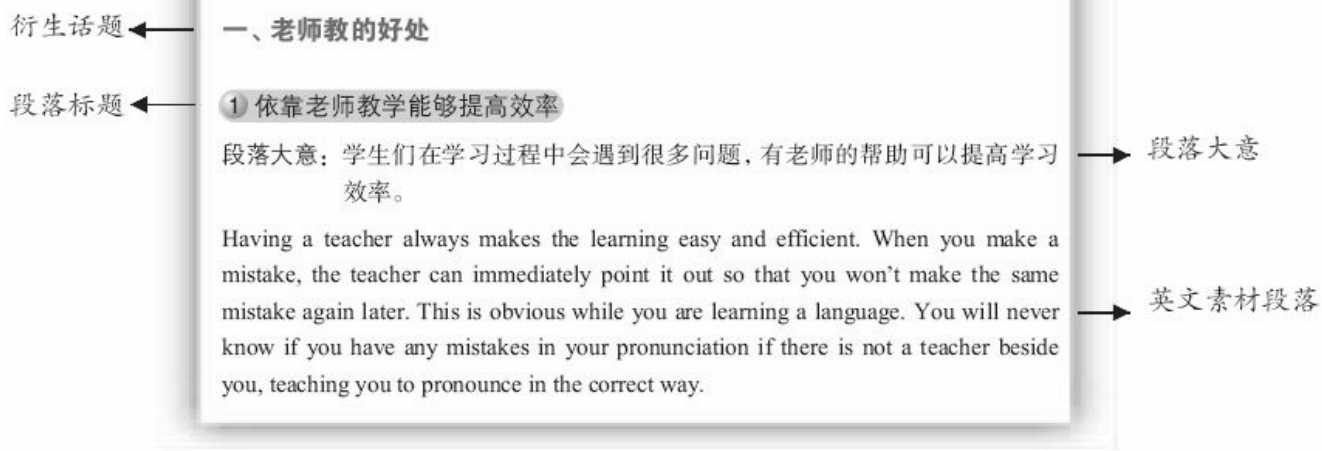 衍生话题
一、老师教的好处
段落标题
1 依靠老师教学能够提高效率
段落大意：学生们在学习过程中会遇到很多问题，有老师的帮助可以提高学习
效率。
段落大意
Having a teacher always makes the learning easy and efficient. When you make a
mistake, the teacher can immediately point it out so that you won't make the same
mistake again later. This is obvious while you are learning a language. You will never
know if you have any mistakes in your pronunciation if there is not a teacher beside
you, teaching you to pronounce in the correct way.
英文素材段落